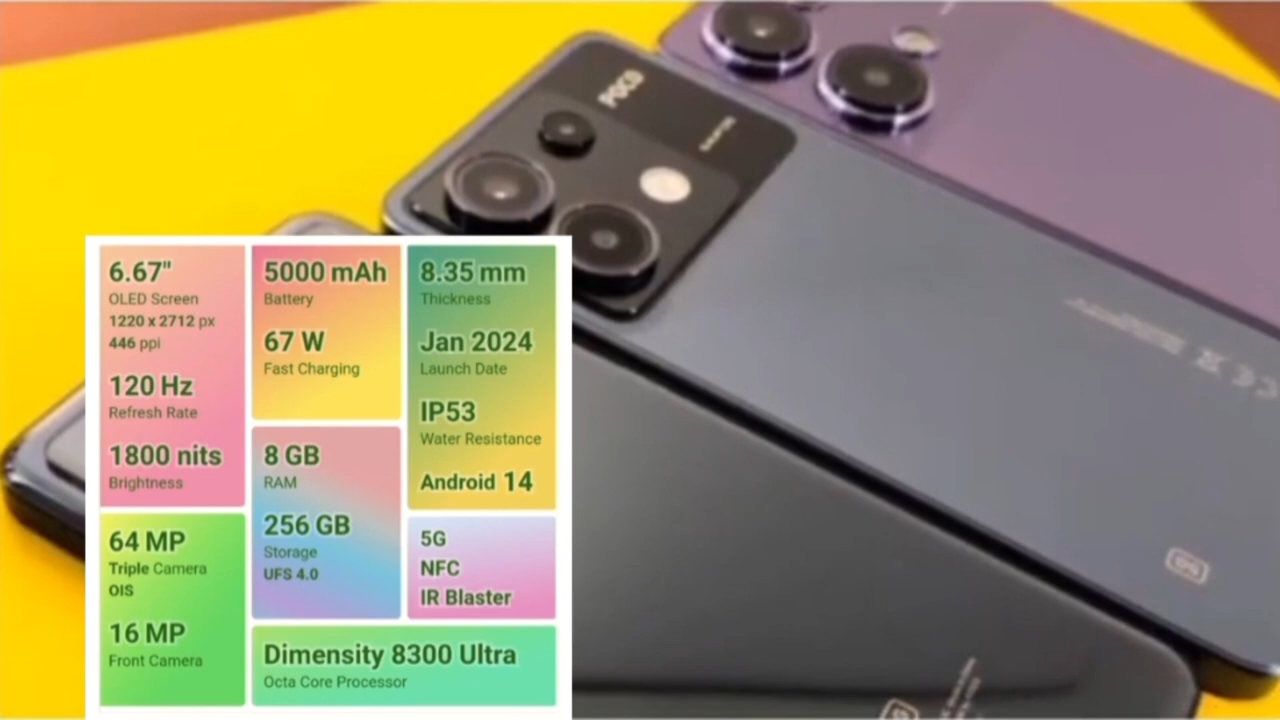 POCO
6.67"
OLED Screen
1220 x 2712 px
446 ppi
120 Hz
Refresh Rate
1800 nits
Brightness
64 MP
Triple Camera
OIS
16 MP
Front Camera
5000 mAh
Battery
67 W
Fast Charging
8 GB
RAM
256 GB
Storage
UFS 4.0
8.35 mm
Thickness
Jan 2024
Launch Date
IP53
Water Resistance
Android 14
5G
NFC
IR Blaster
Dimensity 8300 Ultra
Octa Core Processor
5G